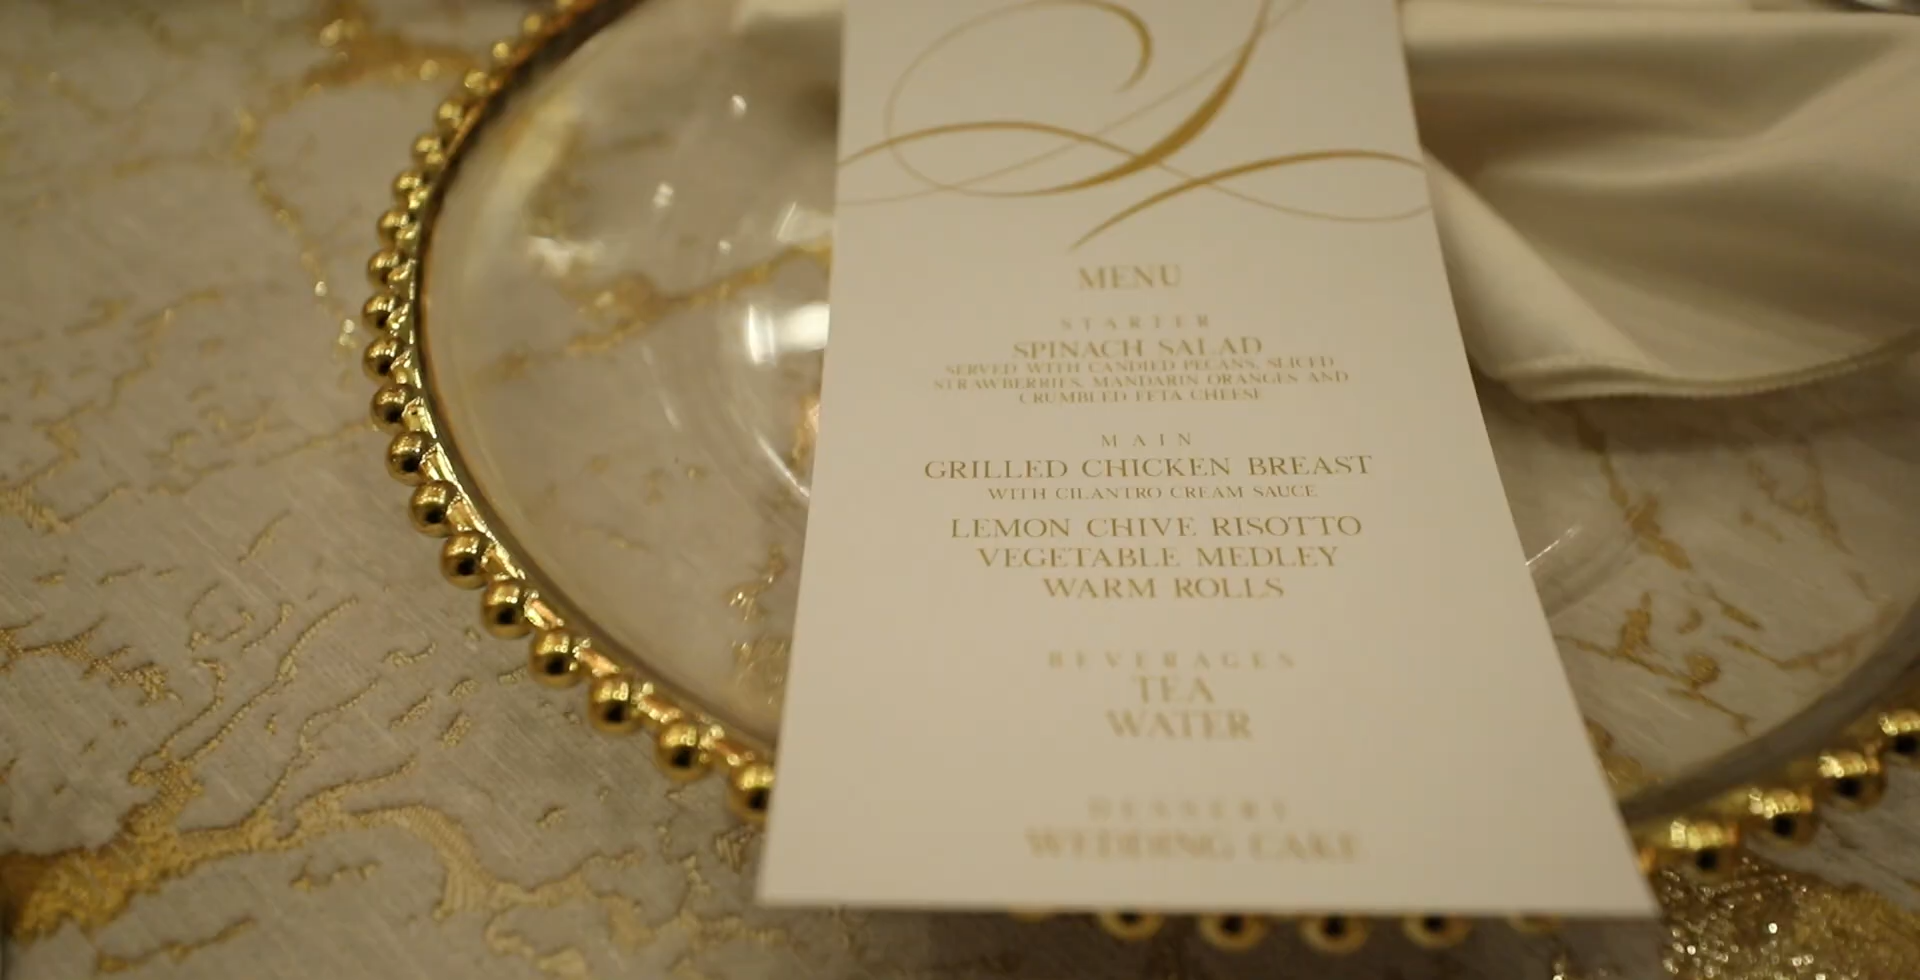 MENU
STARTER
SPINACH SALAD
SERVED WITH CANDIED PECANS, SLICED
STRAWBERRIES, MANDARIN ORANGES AND
CRUMBLED FETA CHEESE
MAIN
GRILLED CHICKEN BREAST
WITH CILANTRO CREAM SAUCE
LEMON CHIVE RISOTTO
VEGETABLE MEDLEY
WARM ROLLS
BEVERAGES
TEA
WATER
DESSERT
WEDDING CAKE